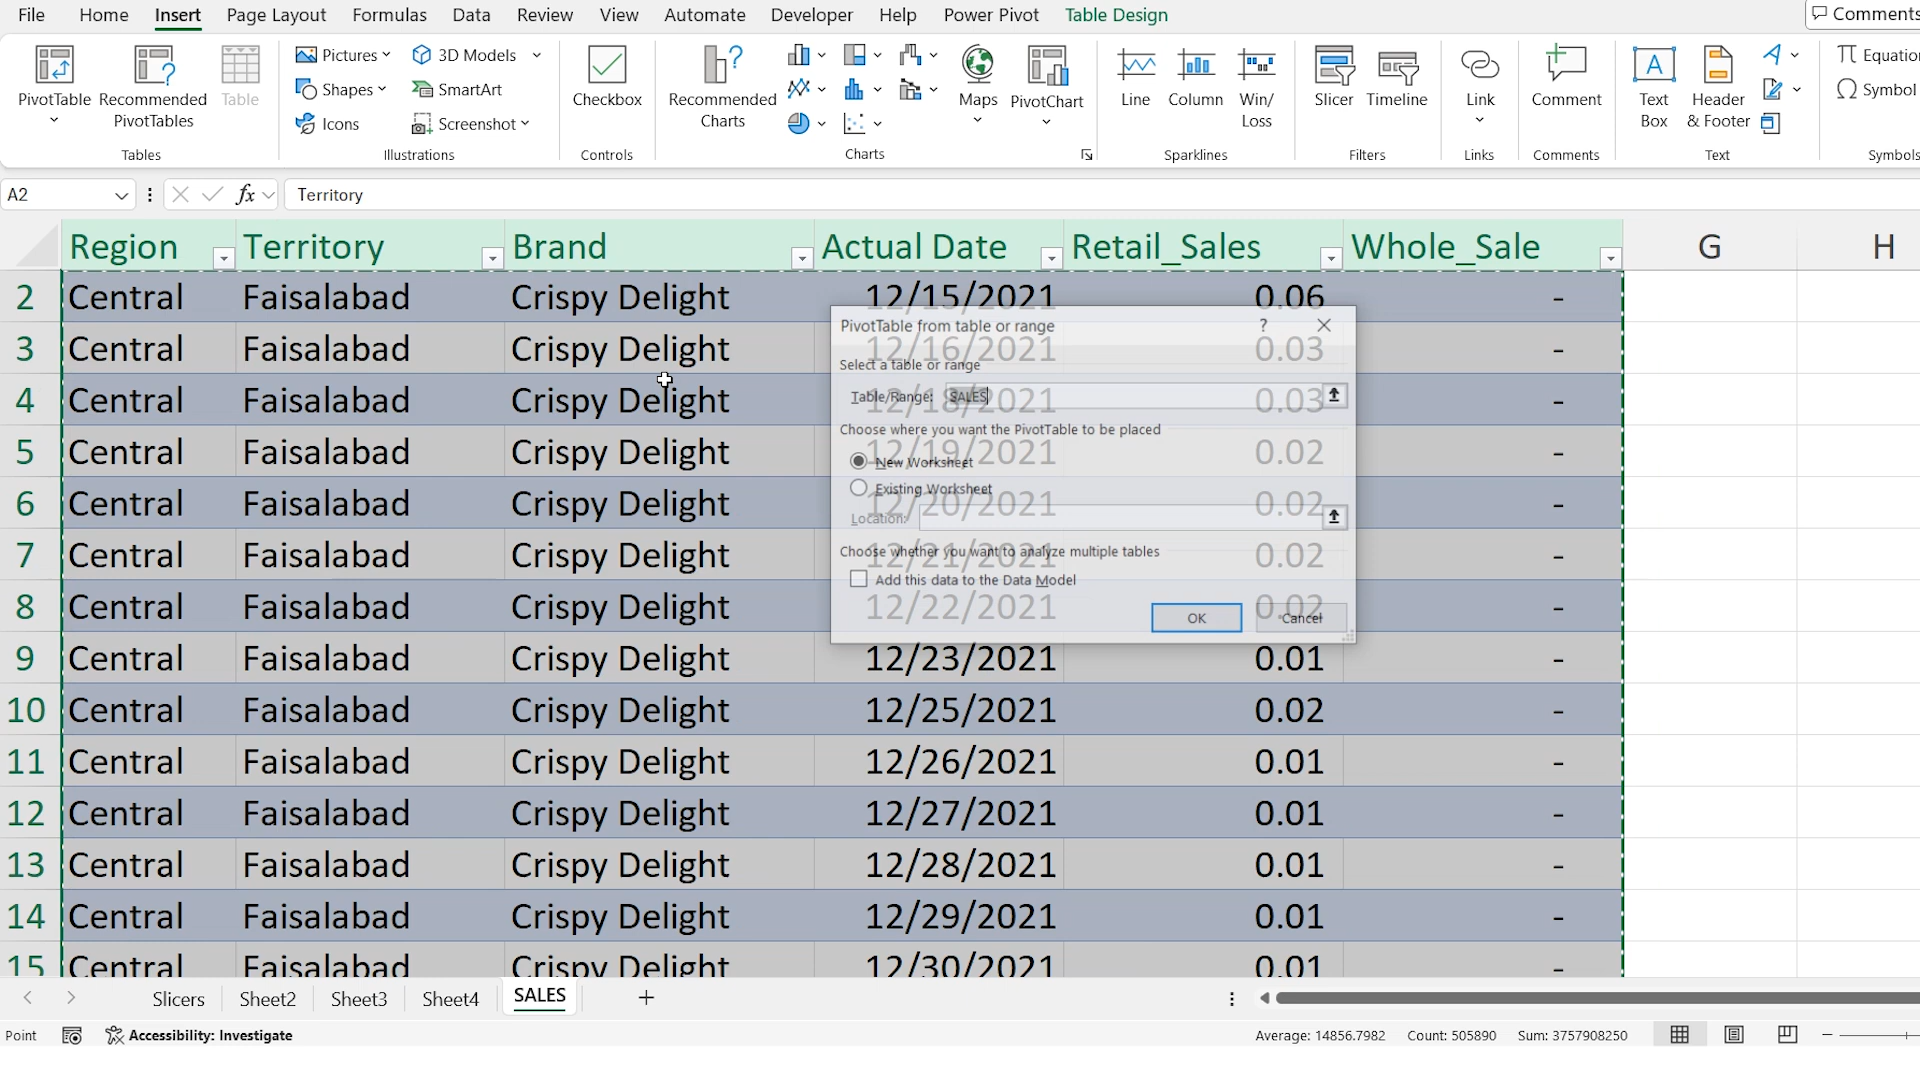 File Home Insert Page Layout Formulas Data Review View Automate Developer Help Power Pivot Table Design Comments
PivotTable Recommended PivotTables Table
Pictures 3D Models
Shapes SmartArt
Icons Screenshot
Checkbox
Recommended Charts
Maps PivotChart
Line Column Win/Loss
Slicer Timeline
Link
Comment
Text Box Header & Footer
Equation
Symbol
Tables Illustrations Controls Charts Sparklines Filters Links Comments Text Symbols
A2 fx Territory
Region Territory Brand Actual Date Retail_Sales Whole_Sale G H
2 Central Faisalabad Crispy Delight 12/15/2021 0.06 -
3 Central Faisalabad Crispy Delight 12/16/2021 0.03 -
4 Central Faisalabad Crispy Delight 12/18/2021 0.03 -
5 Central Faisalabad Crispy Delight 12/19/2021 0.02 -
6 Central Faisalabad Crispy Delight 12/20/2021 0.02 -
7 Central Faisalabad Crispy Delight 12/21/2021 0.02 -
8 Central Faisalabad Crispy Delight 12/22/2021 0.02 -
9 Central Faisalabad Crispy Delight 12/23/2021 0.01 -
10 Central Faisalabad Crispy Delight 12/25/2021 0.02 -
11 Central Faisalabad Crispy Delight 12/26/2021 0.01 -
12 Central Faisalabad Crispy Delight 12/27/2021 0.01 -
13 Central Faisalabad Crispy Delight 12/28/2021 0.01 -
14 Central Faisalabad Crispy Delight 12/29/2021 0.01 -
15 Central Faisalabad Crispy Delight 12/30/2021 0.01 -
PivotTable from table or range ?
Select a table or range
Table/Range: SALES
Choose where you want the PivotTable to be placed
New Worksheet
Existing Worksheet
Location:
Choose whether you want to analyze multiple tables
Add this data to the Data Model
OK Cancel
Slicers Sheet2 Sheet3 Sheet4 SALES +
Point Accessibility: Investigate Average: 14856.7982 Count: 505890 Sum: 3757908250